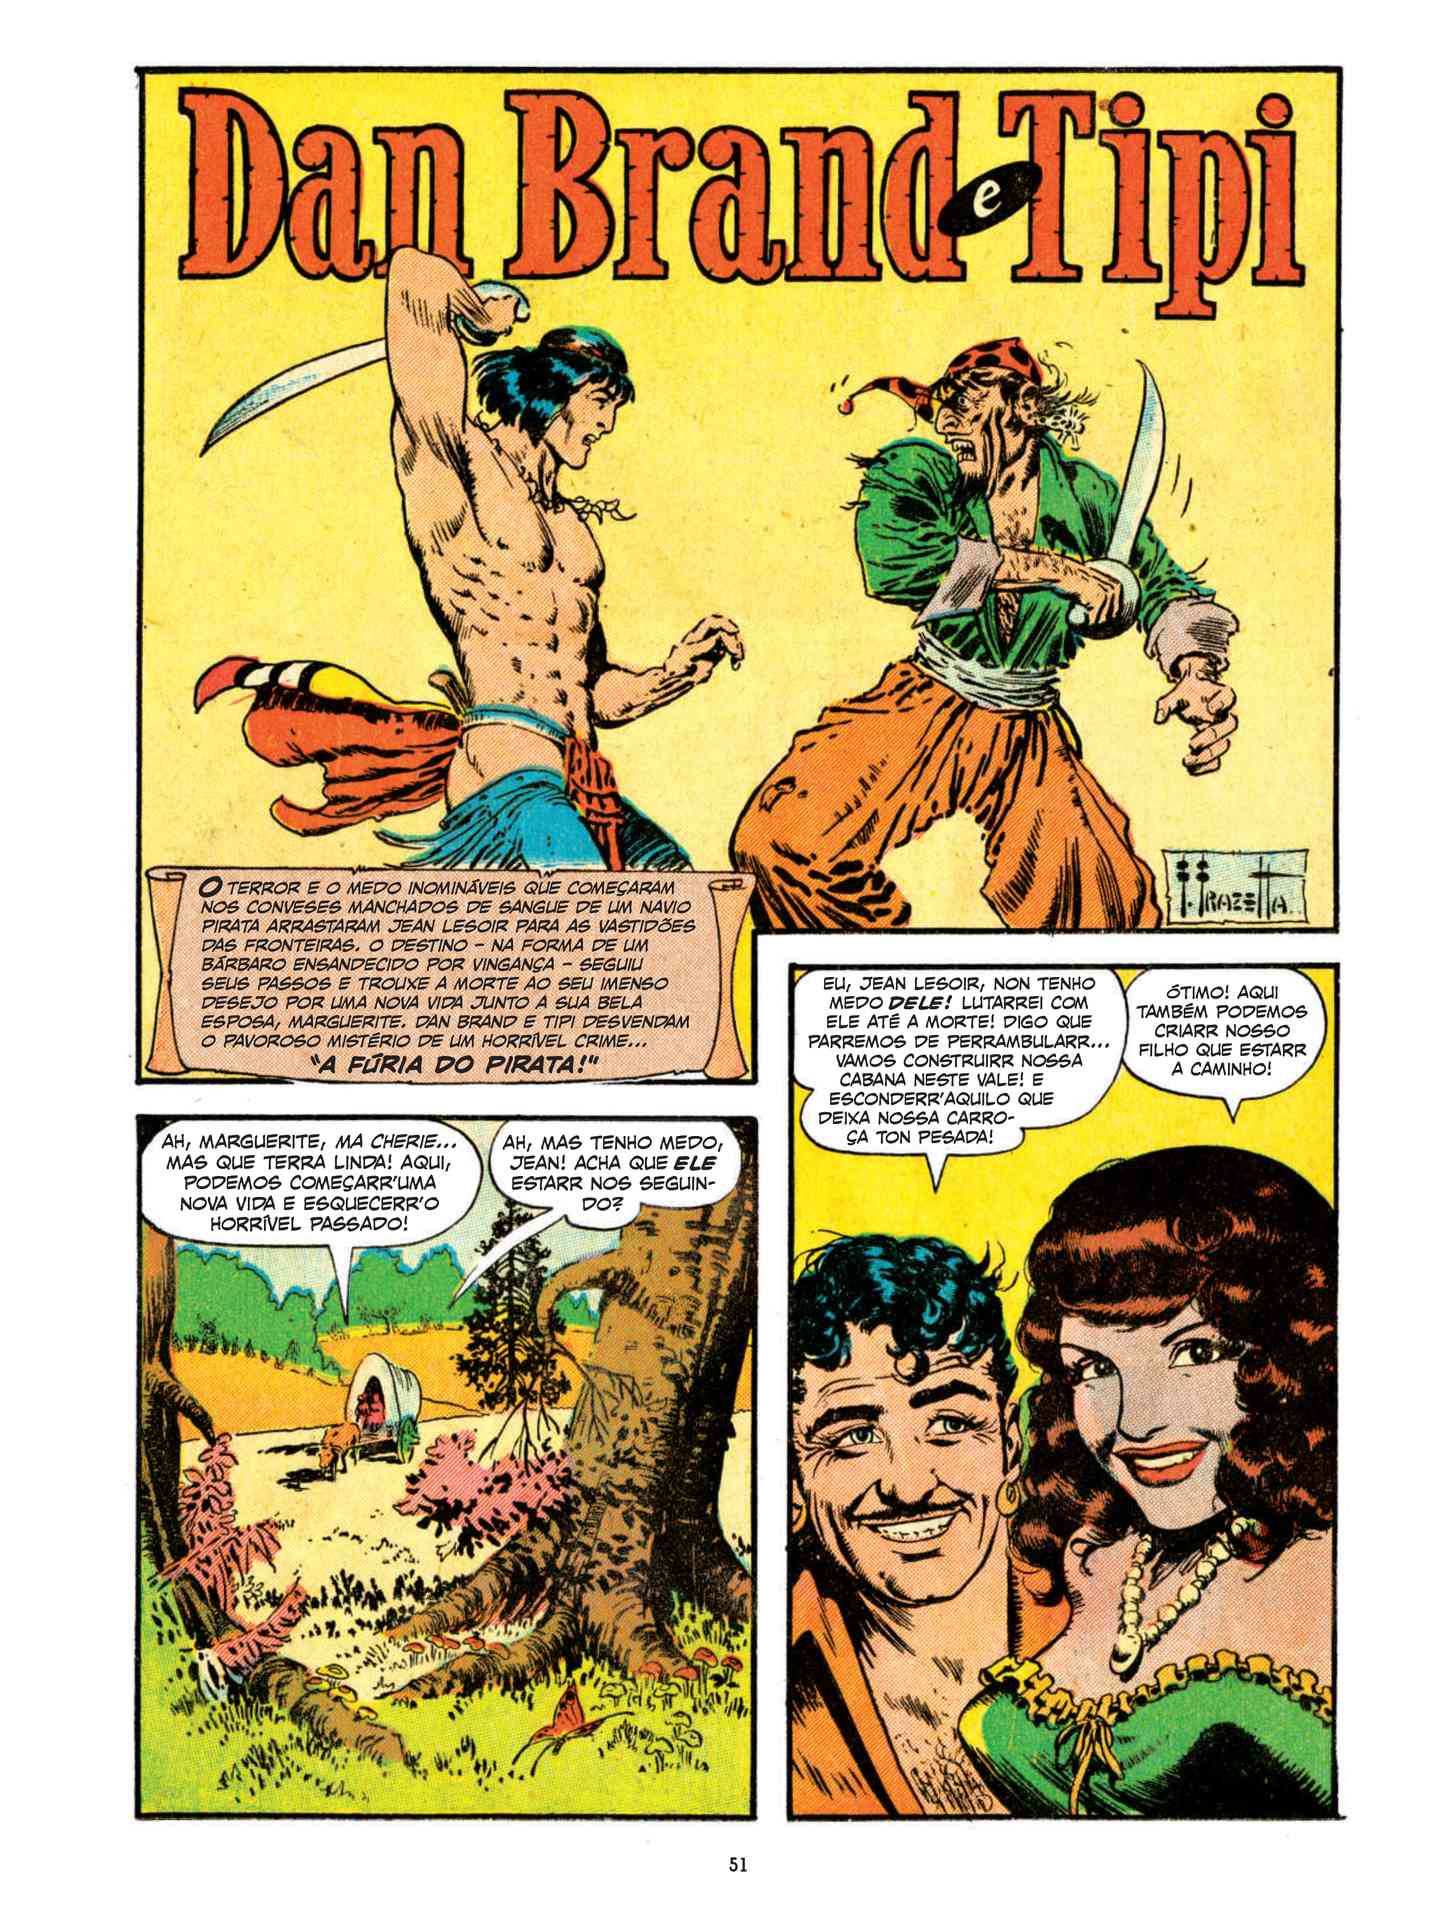 Dan Brand e Tipi
O TERROR E O MEDO INOMINÁVEIS QUE COMEÇARAM
NOS CONVESES MANCHADOS DE SANGUE DE UM NAVIO
PIRATA ARRASTARAM JEAN LESOIR PARA AS VASTIDÕES
DAS FRONTEIRAS. O DESTINO – NA FORMA DE UM
BÁRBARO ENSANDECIDO POR VINGANÇA – SEGUIU
SEUS PASSOS E TROUXE A MORTE AO SEU IMENSO
DESEJO POR UMA NOVA VIDA JUNTO A SUA BELA
ESPOSA, MARGUERITE. DAN BRAND E TIPI DESVENDAM
O PAVOROSO MISTÉRIO DE UM HORRÍVEL CRIME...
"A FÚRIA DO PIRATA!"
F. FRAZETTA
AH, MARGUERITE, MA CHERIE...
MAS QUE TERRA LINDA! AQUI,
PODEMOS COMEÇARR'UMA
NOVA VIDA E ESQUECERR'O
HORRÍVEL PASSADO!
AH, MAS TENHO MEDO,
JEAN! ACHA QUE ELE
ESTARR NOS SEGUIN-
DO?
EU, JEAN LESOIR, NON TENHO
MEDO DELE! LUTARREI COM
ELE ATÉ A MORTE! DIGO QUE
PARREMOS DE PERRAMBULARR...
VAMOS CONSTRUIRR NOSSA
CABANA NESTE VALE! E
ESCONDERR'AQUILO QUE
DEIXA NOSSA CARRO-
ÇA TON PESADA!
ÓTIMO! AQUI
TAMBÉM PODEMOS
CRIARR NOSSO
FILHO QUE ESTARR
A CAMINHO!
51